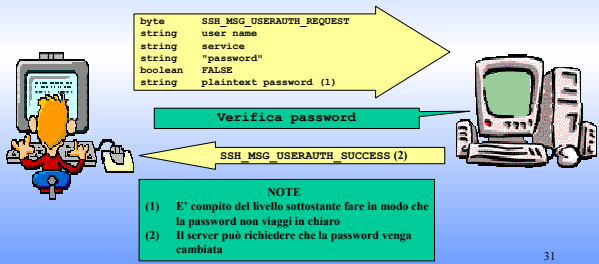 byte SSH_MSG_USERAUTH_REQUEST
string user name
string service
string "password"
boolean FALSE
string plaintext password (1)
Verifica password
SSH_MSG_USERAUTH_SUCCESS (2)
NOTE
(1) E' compito del livello sottostante fare in modo che
la password non viaggi in chiaro
(2) Il server può richiedere che la password venga
cambiata
31